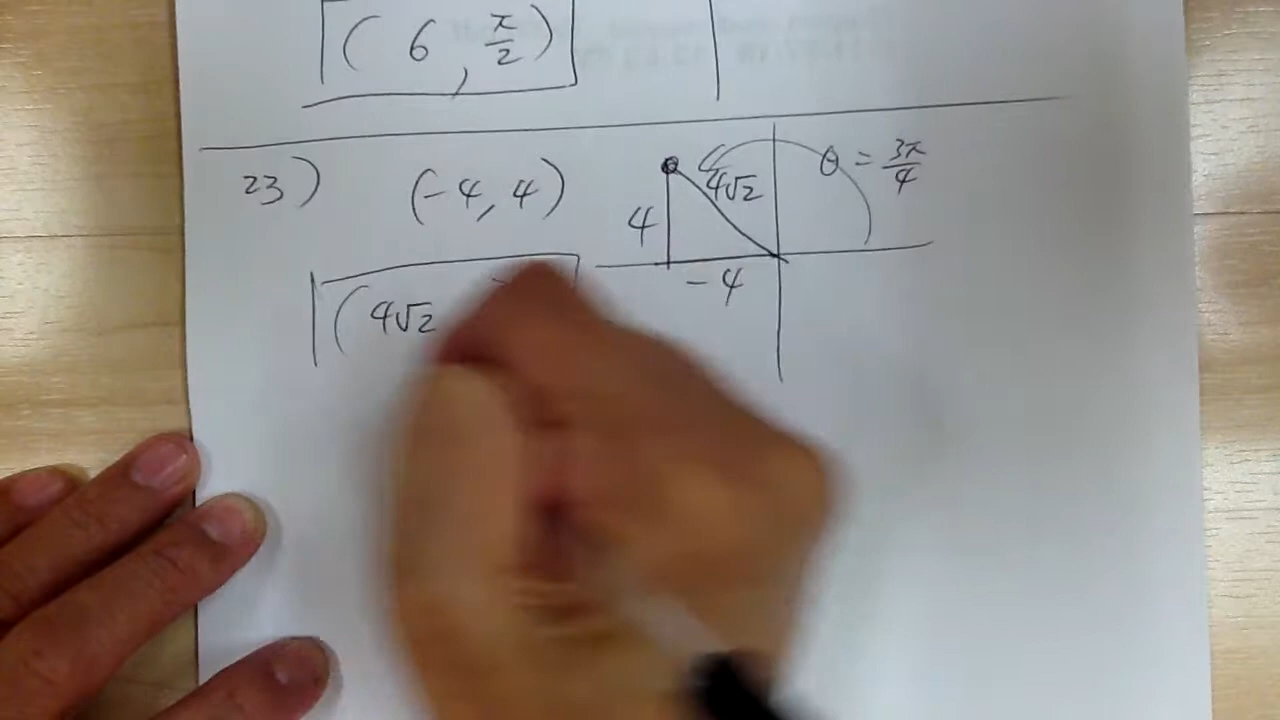 ( 6 , π/2 )
23) (-4, 4)
4√2
θ = 3π/4
4
-4
( 4√2